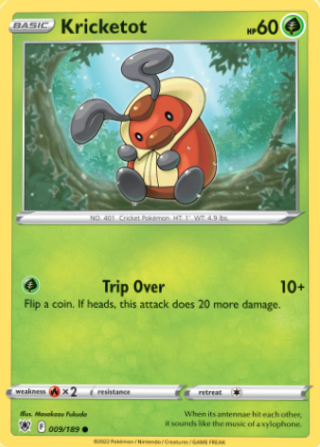 BASIC Kricketot HP60
NO. 401 Cricket Pokémon HT: 1' WT: 4.9 lbs.
Trip Over 10+
Flip a coin. If heads, this attack does 20 more damage.
weakness ×2 resistance retreat
Illus. Masakazu Fukuda
009/189
When its antennae hit each other,
it sounds like the music of a xylophone.
©2022 Pokémon / Nintendo / Creatures / GAME FREAK